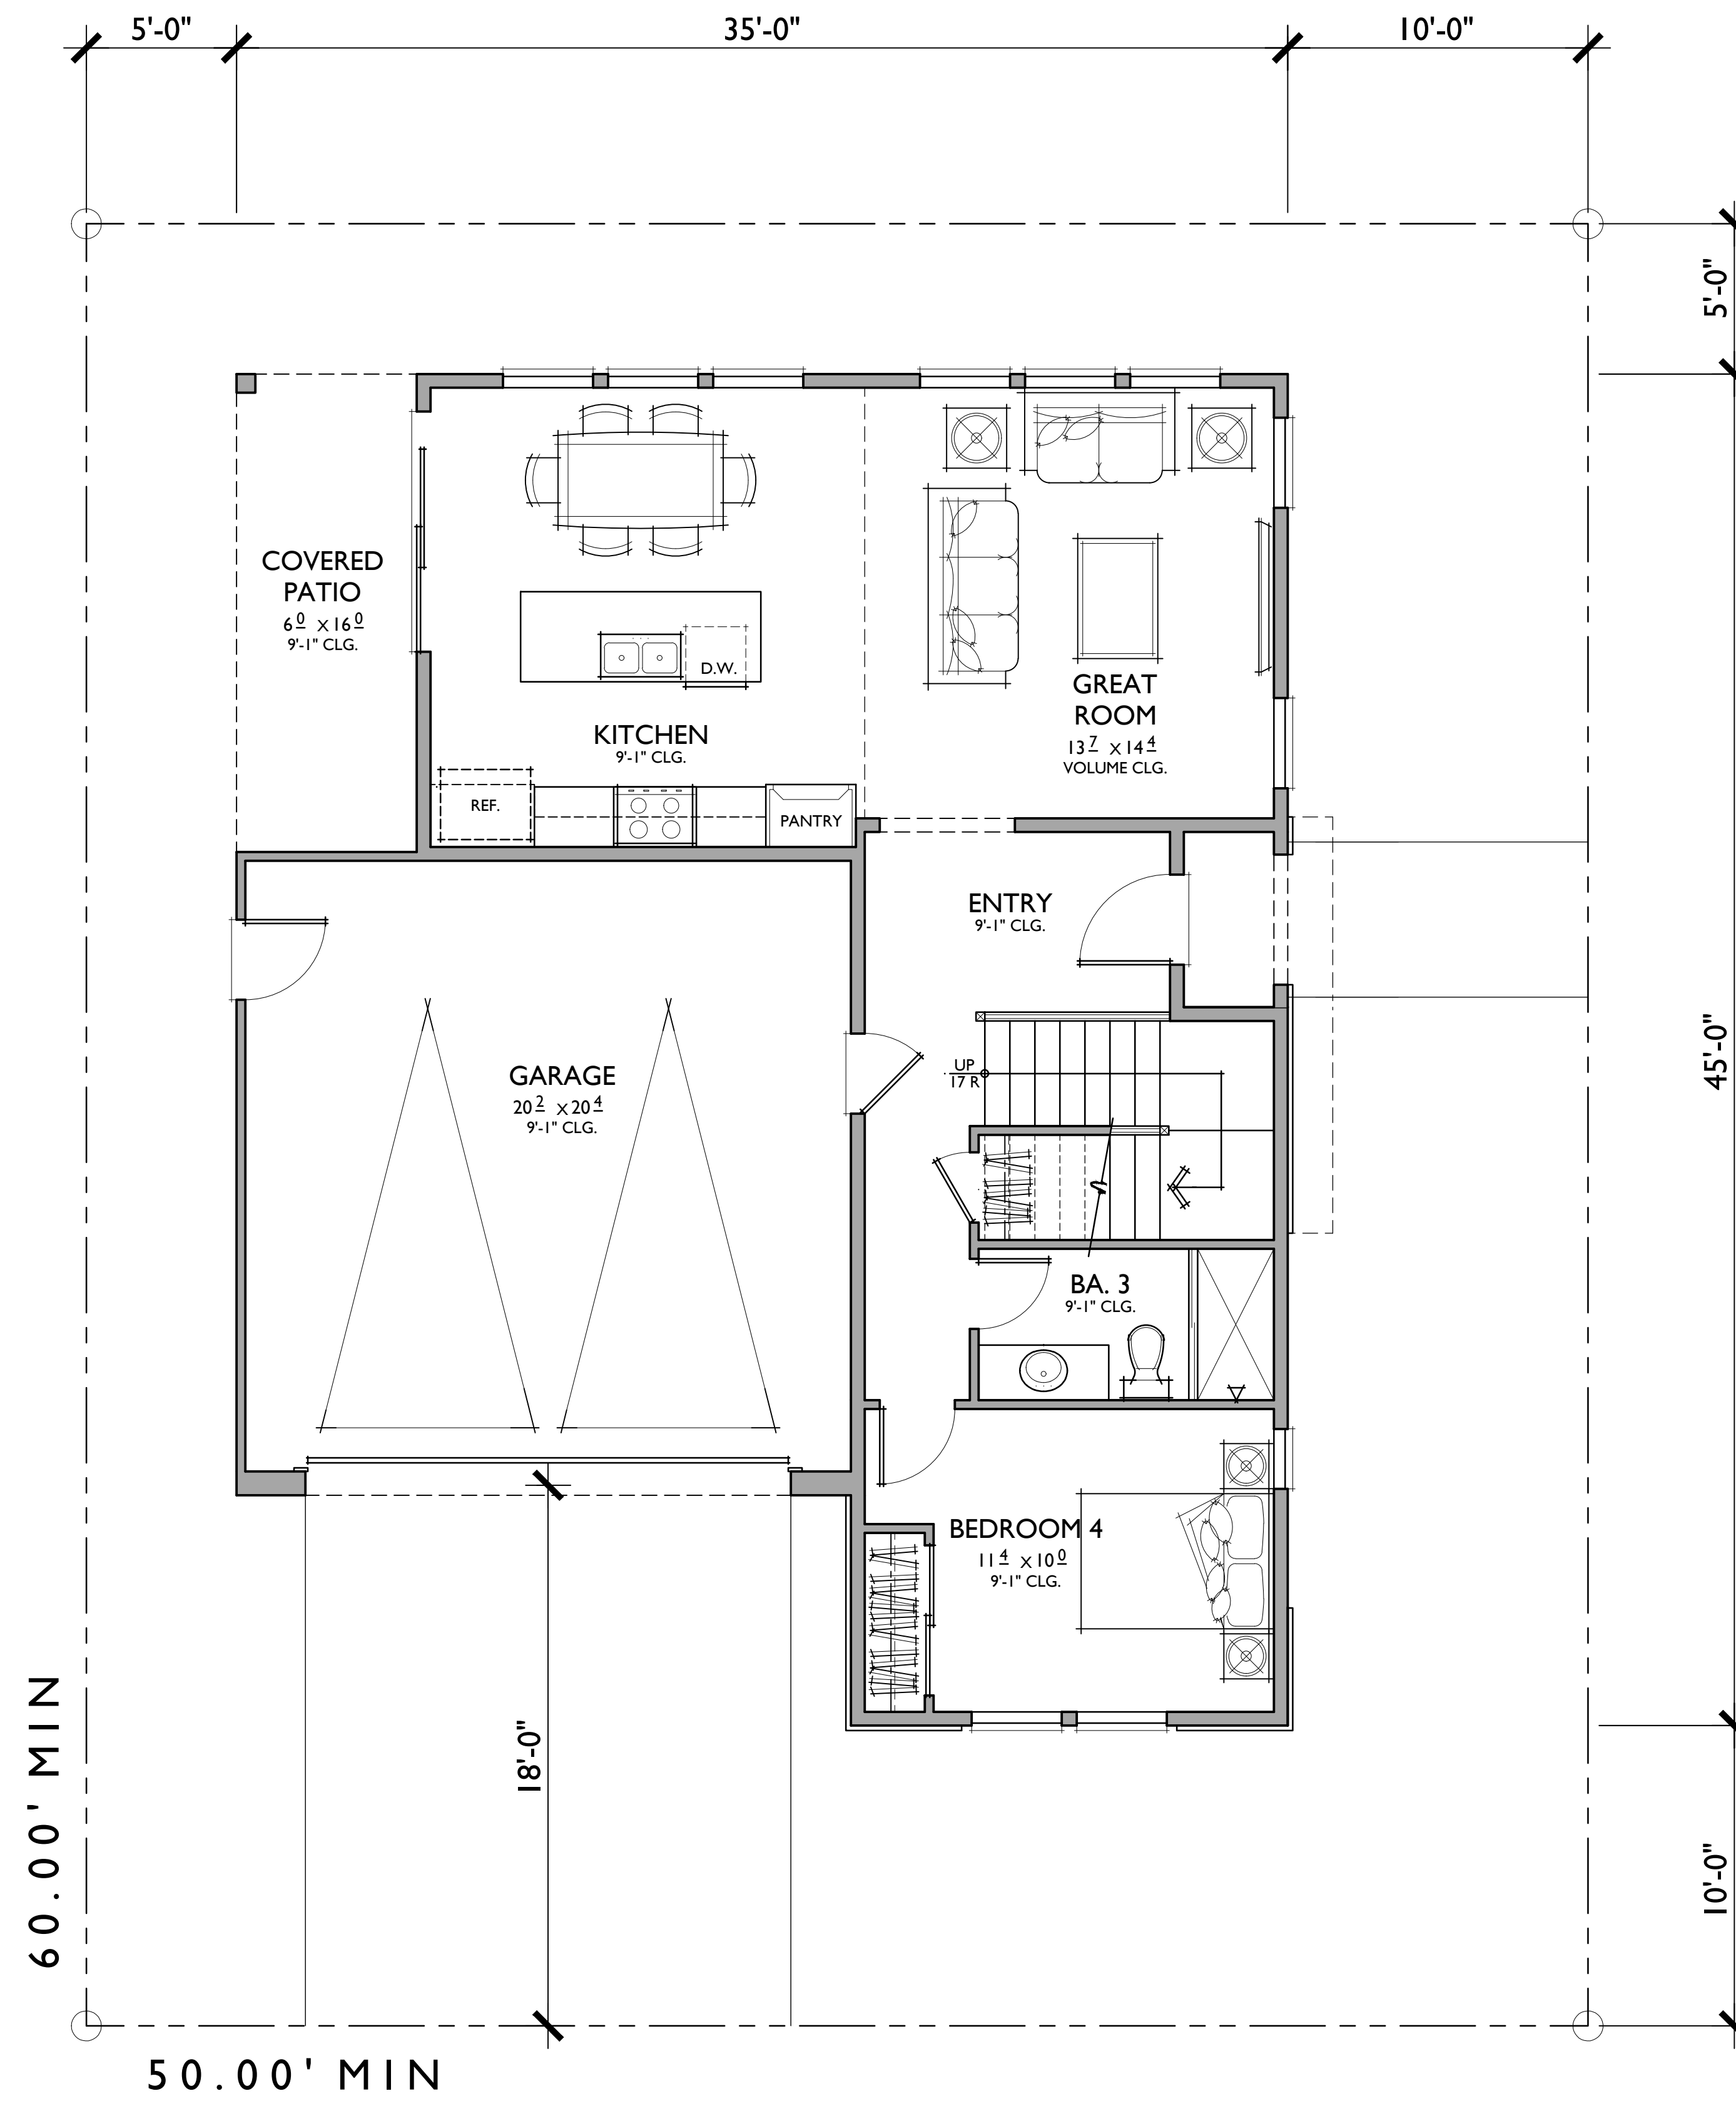 5'-0"
35'-0"
10'-0"
5'-0"
COVERED
PATIO
6 0 X 16 0
9'-1" CLG.
D.W.
KITCHEN
9'-1" CLG.
REF.
PANTRY
GREAT
ROOM
13 7 X 14 4
VOLUME CLG.
ENTRY
9'-1" CLG.
45'-0"
GARAGE
20 2 X 20 4
9'-1" CLG.
UP
17 R
BA. 3
9'-1" CLG.
BEDROOM 4
11 4 X 10 0
9'-1" CLG.
18'-0"
10'-0"
60.00' MIN
50.00' MIN